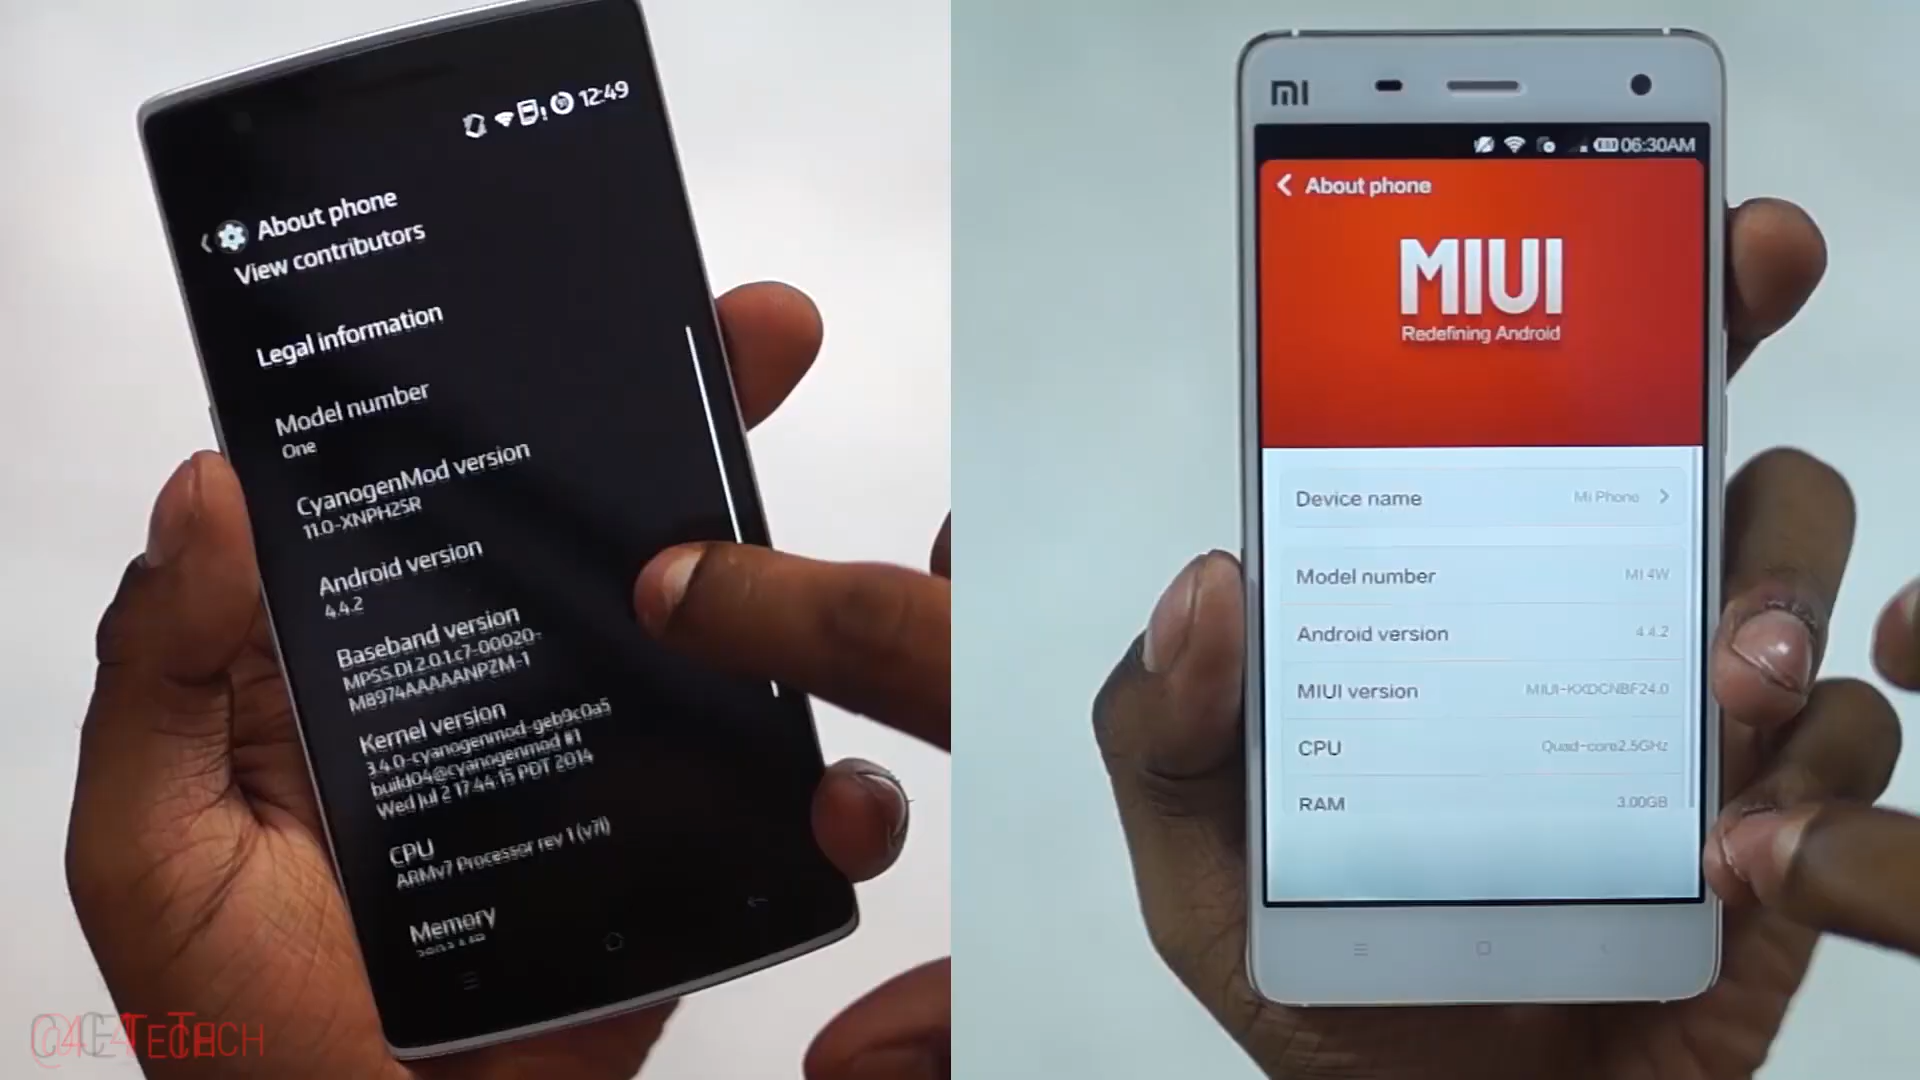 12:49
About phone
View contributors
Legal information
Model number
One
CyanogenMod version
11.0-XNPH25R
Android version
4.4.2
Baseband version
MPSS.DI.2.0.1.c7-00020-
M8974AAAAANPZM-1
Kernel version
3.4.0-cyanogenmod-geb9c0a5
build04@cyanogenmod #1
Wed Jul 2 17:44:15 PDT 2014
CPU
ARMv7 Processor rev 1 (v7l)
Memory
MI
06:30AM
About phone
MIUI
Redefining Android
Device name Mi Phone
Model number MI 4W
Android version 4.4.2
MIUI version MIUI-KXDCNBF24.0
CPU Quad-core2.5GHz
RAM 3.00GB